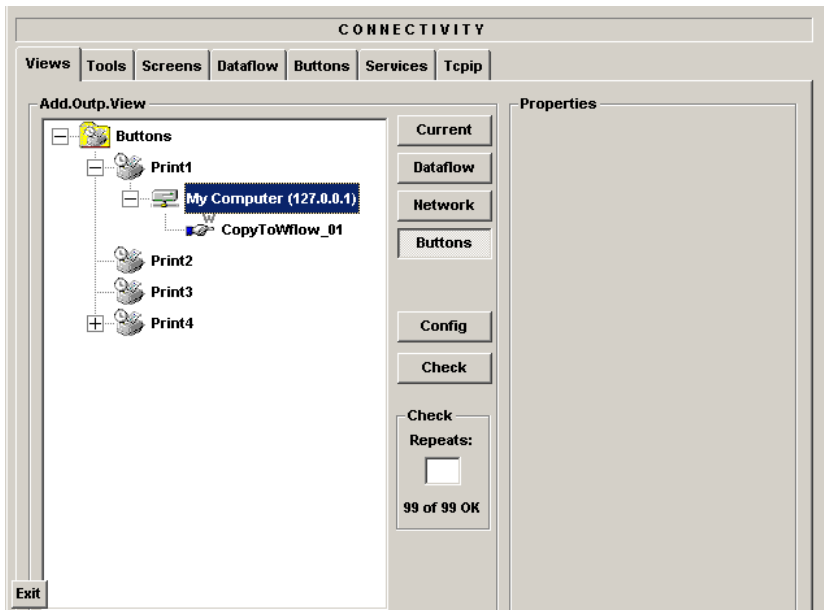 CONNECTIVITY
Views Tools Screens Dataflow Buttons Services Tcpip
Add.Outp.View
Buttons
Print1
My Computer (127.0.0.1)
W
CopyToWflow_01
Print2
Print3
Print4
Current
Dataflow
Network
Buttons
Config
Check
Check
Repeats:
99 of 99 OK
Properties
Exit